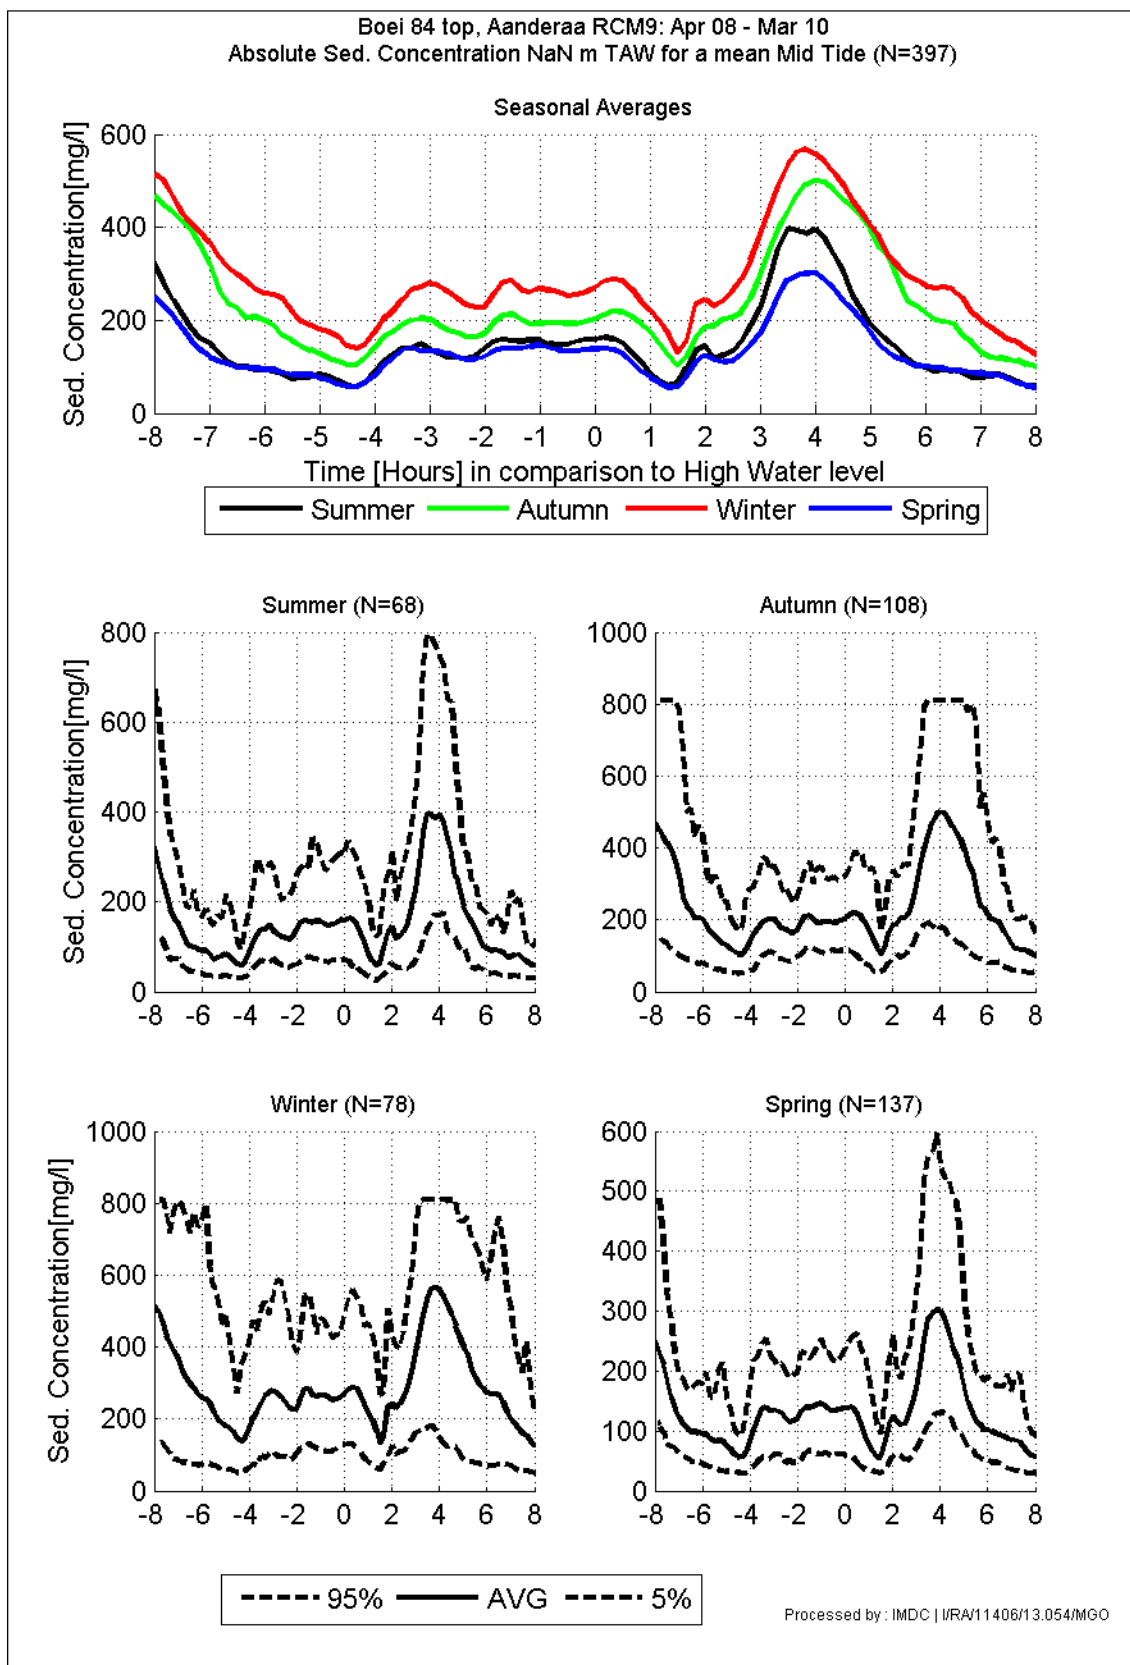 Boei 84 top, Aanderaa RCM9: Apr 08 - Mar 10
Absolute Sed. Concentration NaN m TAW for a mean Mid Tide (N=397)
Seasonal Averages
Sed. Concentration[mg/l]
600
400
200
0
-8 -7 -6 -5 -4 -3 -2 -1 0 1 2 3 4 5 6 7 8
Time [Hours] in comparison to High Water level
Summer Autumn Winter Spring
Summer (N=68)
Sed. Concentration[mg/l]
800
600
400
200
0
-8 -6 -4 -2 0 2 4 6 8
Autumn (N=108)
1000
800
600
400
200
0
-8 -6 -4 -2 0 2 4 6 8
Winter (N=78)
Sed. Concentration[mg/l]
1000
800
600
400
200
0
-8 -6 -4 -2 0 2 4 6 8
Spring (N=137)
600
500
400
300
200
100
0
-8 -6 -4 -2 0 2 4 6 8
95% AVG 5%
Processed by : IMDC | I/RA/11406/13.054/MGO